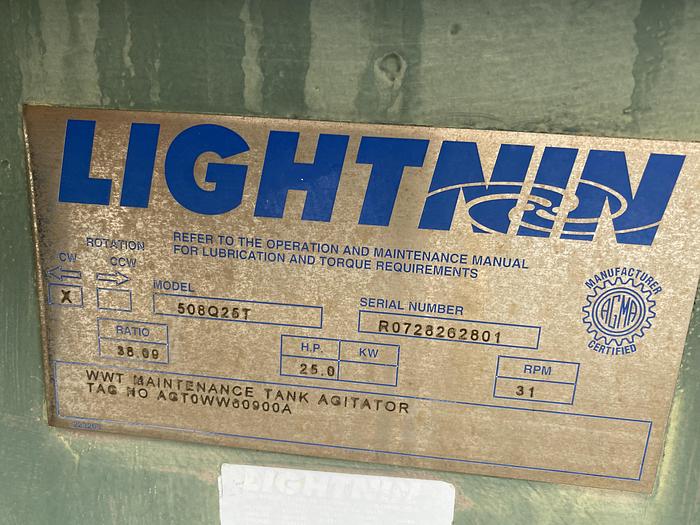 LIGHTNIN
REFER TO THE OPERATION AND MAINTENANCE MANUAL
FOR LUBRICATION AND TORQUE REQUIREMENTS
ROTATION
CW CCW
X
MODEL
508Q25T
SERIAL NUMBER
R0728262801
MANUFACTURER
AGMA
CERTIFIED
RATIO
38.69
H.P. KW
25.0
RPM
31
WWT MAINTENANCE TANK AGITATOR
TAG NO AGT0WW60900A
LIGHTNIN